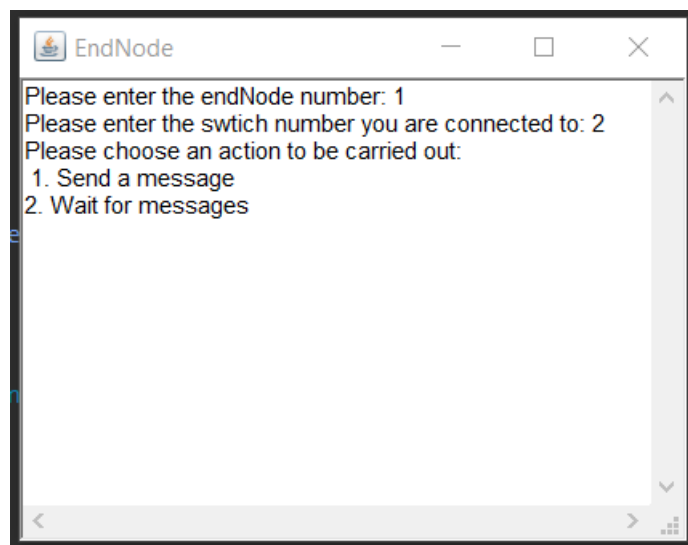 EndNode
Please enter the endNode number: 1
Please enter the swtich number you are connected to: 2
Please choose an action to be carried out:
1. Send a message
2. Wait for messages
e
n